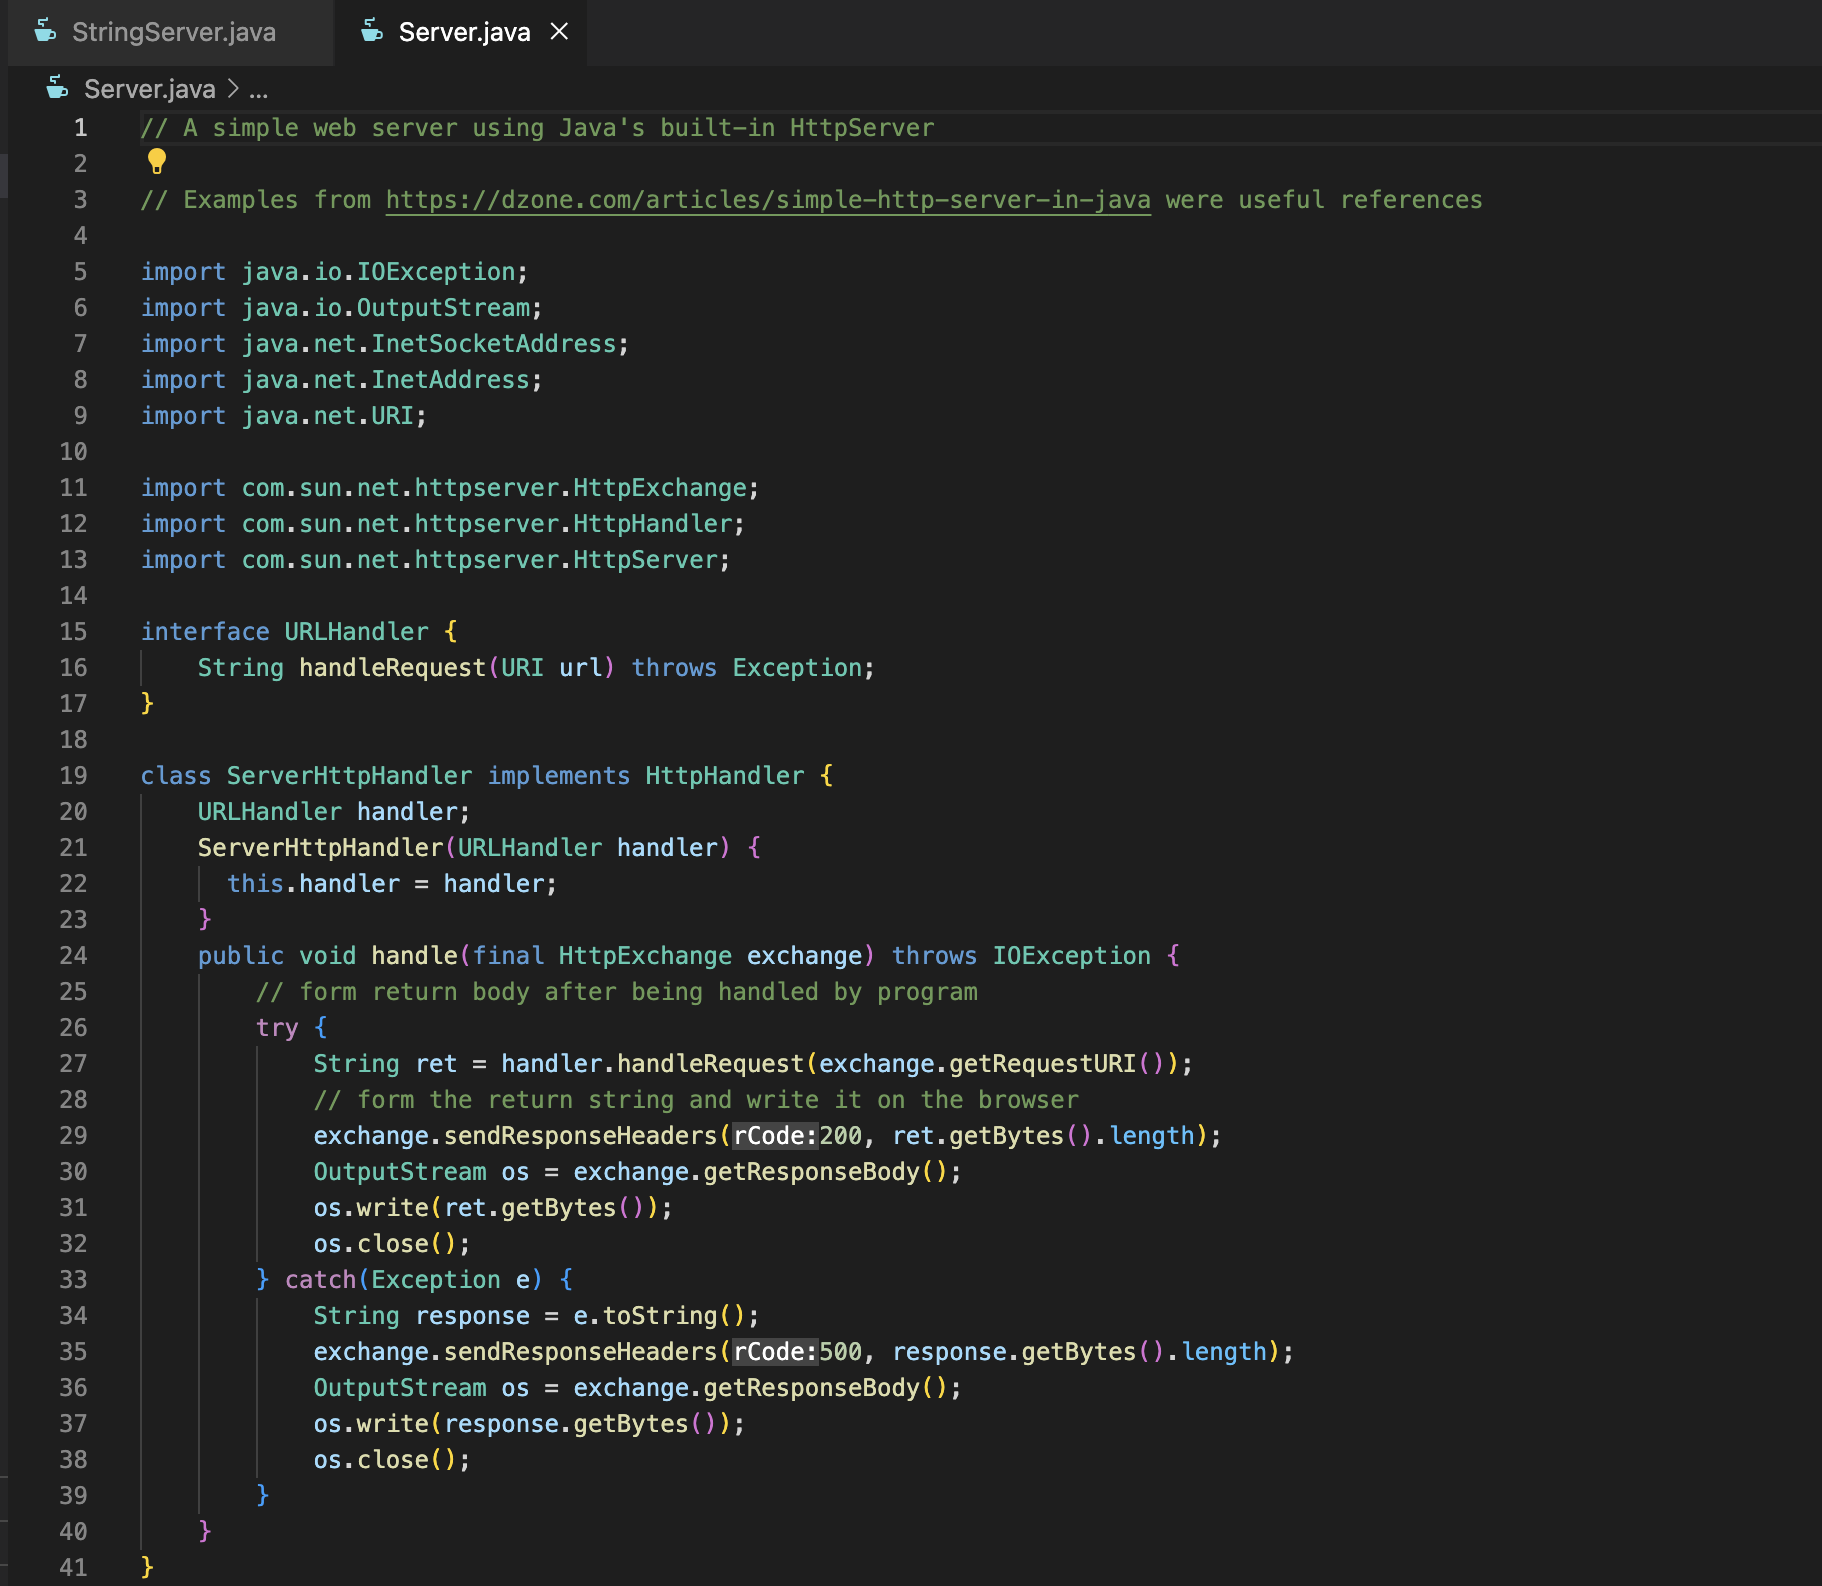 StringServer.java
Server.java
Server.java > ...
1 // A simple web server using Java's built-in HttpServer
2
3 // Examples from https://dzone.com/articles/simple-http-server-in-java were useful references
4
5 import java.io.IOException;
6 import java.io.OutputStream;
7 import java.net.InetSocketAddress;
8 import java.net.InetAddress;
9 import java.net.URI;
10
11 import com.sun.net.httpserver.HttpExchange;
12 import com.sun.net.httpserver.HttpHandler;
13 import com.sun.net.httpserver.HttpServer;
14
15 interface URLHandler {
16     String handleRequest(URI url) throws Exception;
17 }
18
19 class ServerHttpHandler implements HttpHandler {
20     URLHandler handler;
21     ServerHttpHandler(URLHandler handler) {
22       this.handler = handler;
23     }
24     public void handle(final HttpExchange exchange) throws IOException {
25         // form return body after being handled by program
26         try {
27             String ret = handler.handleRequest(exchange.getRequestURI());
28             // form the return string and write it on the browser
29             exchange.sendResponseHeaders(rCode:200, ret.getBytes().length);
30             OutputStream os = exchange.getResponseBody();
31             os.write(ret.getBytes());
32             os.close();
33         } catch(Exception e) {
34             String response = e.toString();
35             exchange.sendResponseHeaders(rCode:500, response.getBytes().length);
36             OutputStream os = exchange.getResponseBody();
37             os.write(response.getBytes());
38             os.close();
39         }
40     }
41 }